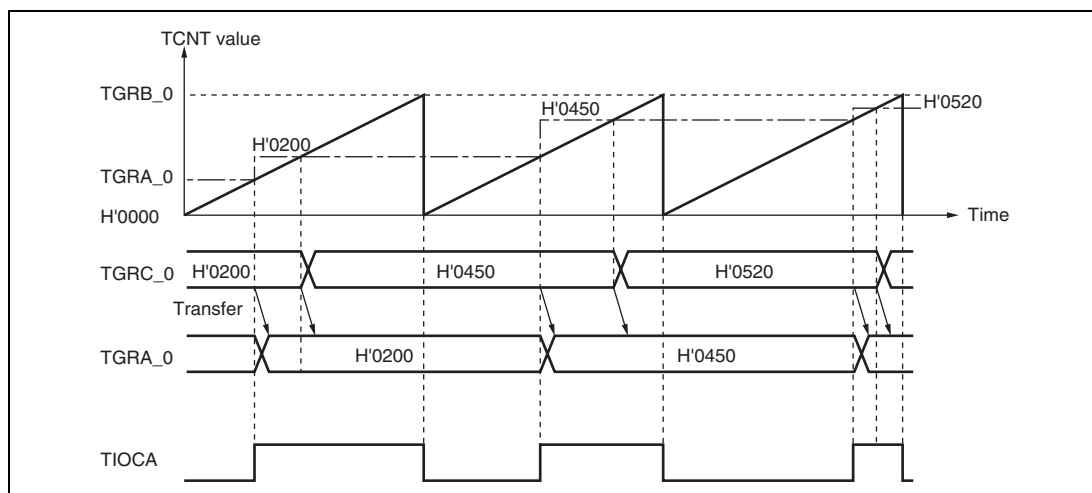 TCNT value
TGRB_0
H'0520
H'0450
H'0200
TGRA_0
H'0000
Time
TGRC_0
H'0200
H'0450
H'0520
Transfer
TGRA_0
H'0200
H'0450
TIOCA